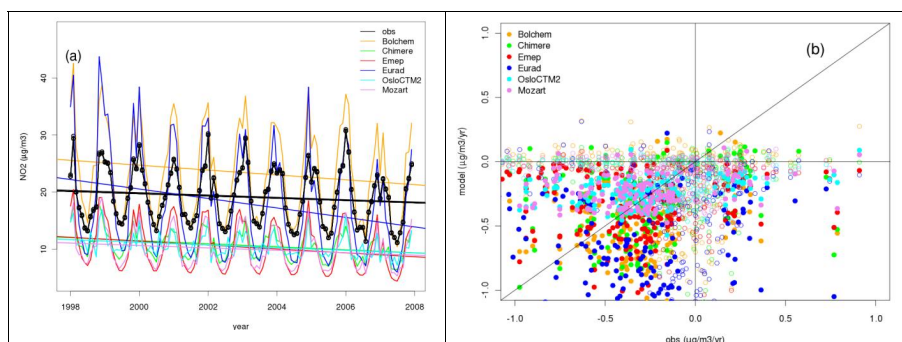 (a)
obs
Bolchem
Chimere
Emep
Eurad
OsloCTM2
Mozart
NO2 (µg/m3)
40
30
20
10
1998 2000 2002 2004 2006 2008
year
(b)
Bolchem
Chimere
Emep
Eurad
OsloCTM2
Mozart
model (µg/m3/yr)
1.0
0.5
0.0
-0.5
-1.0
-1.0 -0.5 0.0 0.5 1.0
obs (µg/m3/yr)